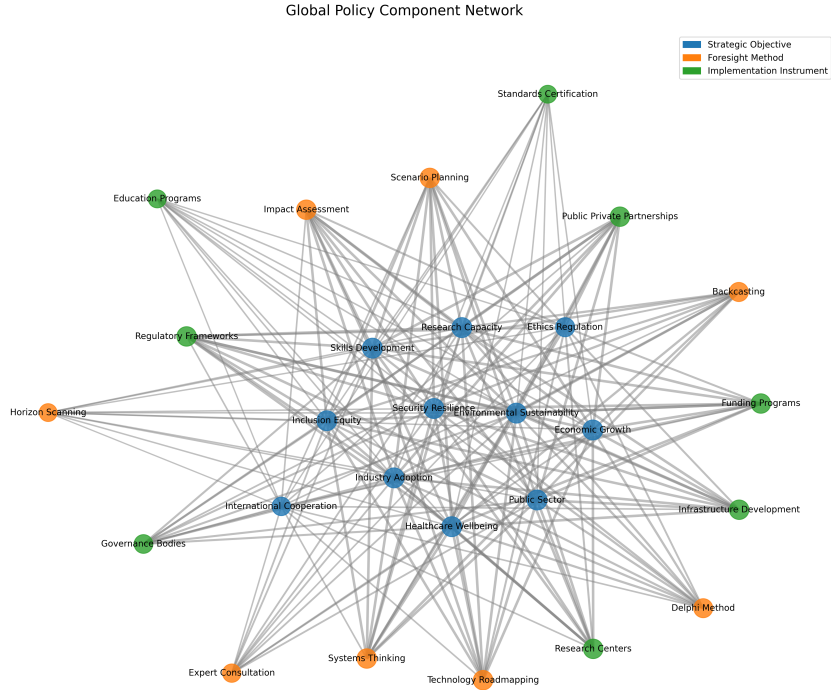 Global Policy Component Network
Strategic Objective
Foresight Method
Implementation Instrument
Standards Certification
Scenario Planning
Education Programs
Impact Assessment
Public Private Partnerships
Backcasting
Research Capacity
Ethics Regulation
Regulatory Frameworks
Skills Development
Funding Programs
Horizon Scanning
Security Resilience
Environmental Sustainability
Inclusion Equity
Economic Growth
Industry Adoption
Public Sector
International Cooperation
Infrastructure Development
Healthcare Wellbeing
Governance Bodies
Delphi Method
Research Centers
Systems Thinking
Expert Consultation
Technology Roadmapping